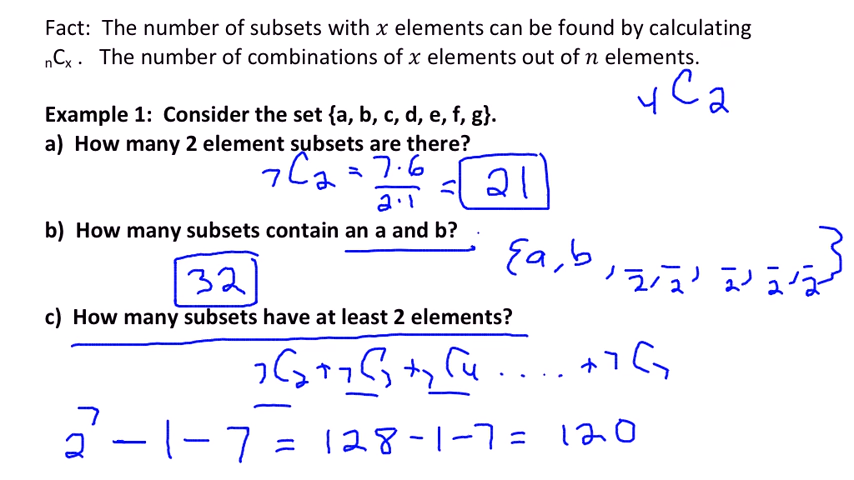 Fact: The number of subsets with x elements can be found by calculating
nCx . The number of combinations of x elements out of n elements.
4C2
Example 1: Consider the set {a, b, c, d, e, f, g}.
a) How many 2 element subsets are there?
7C2 = 7·6/2·1 = 21
b) How many subsets contain an a and b?
{a, b, 2, 2, 2, 2, 2}
32
c) How many subsets have at least 2 elements?
7C2 + 7C3 + 7C4 ..... + 7C7
2^7 - 1 - 7 = 128 - 1 - 7 = 120